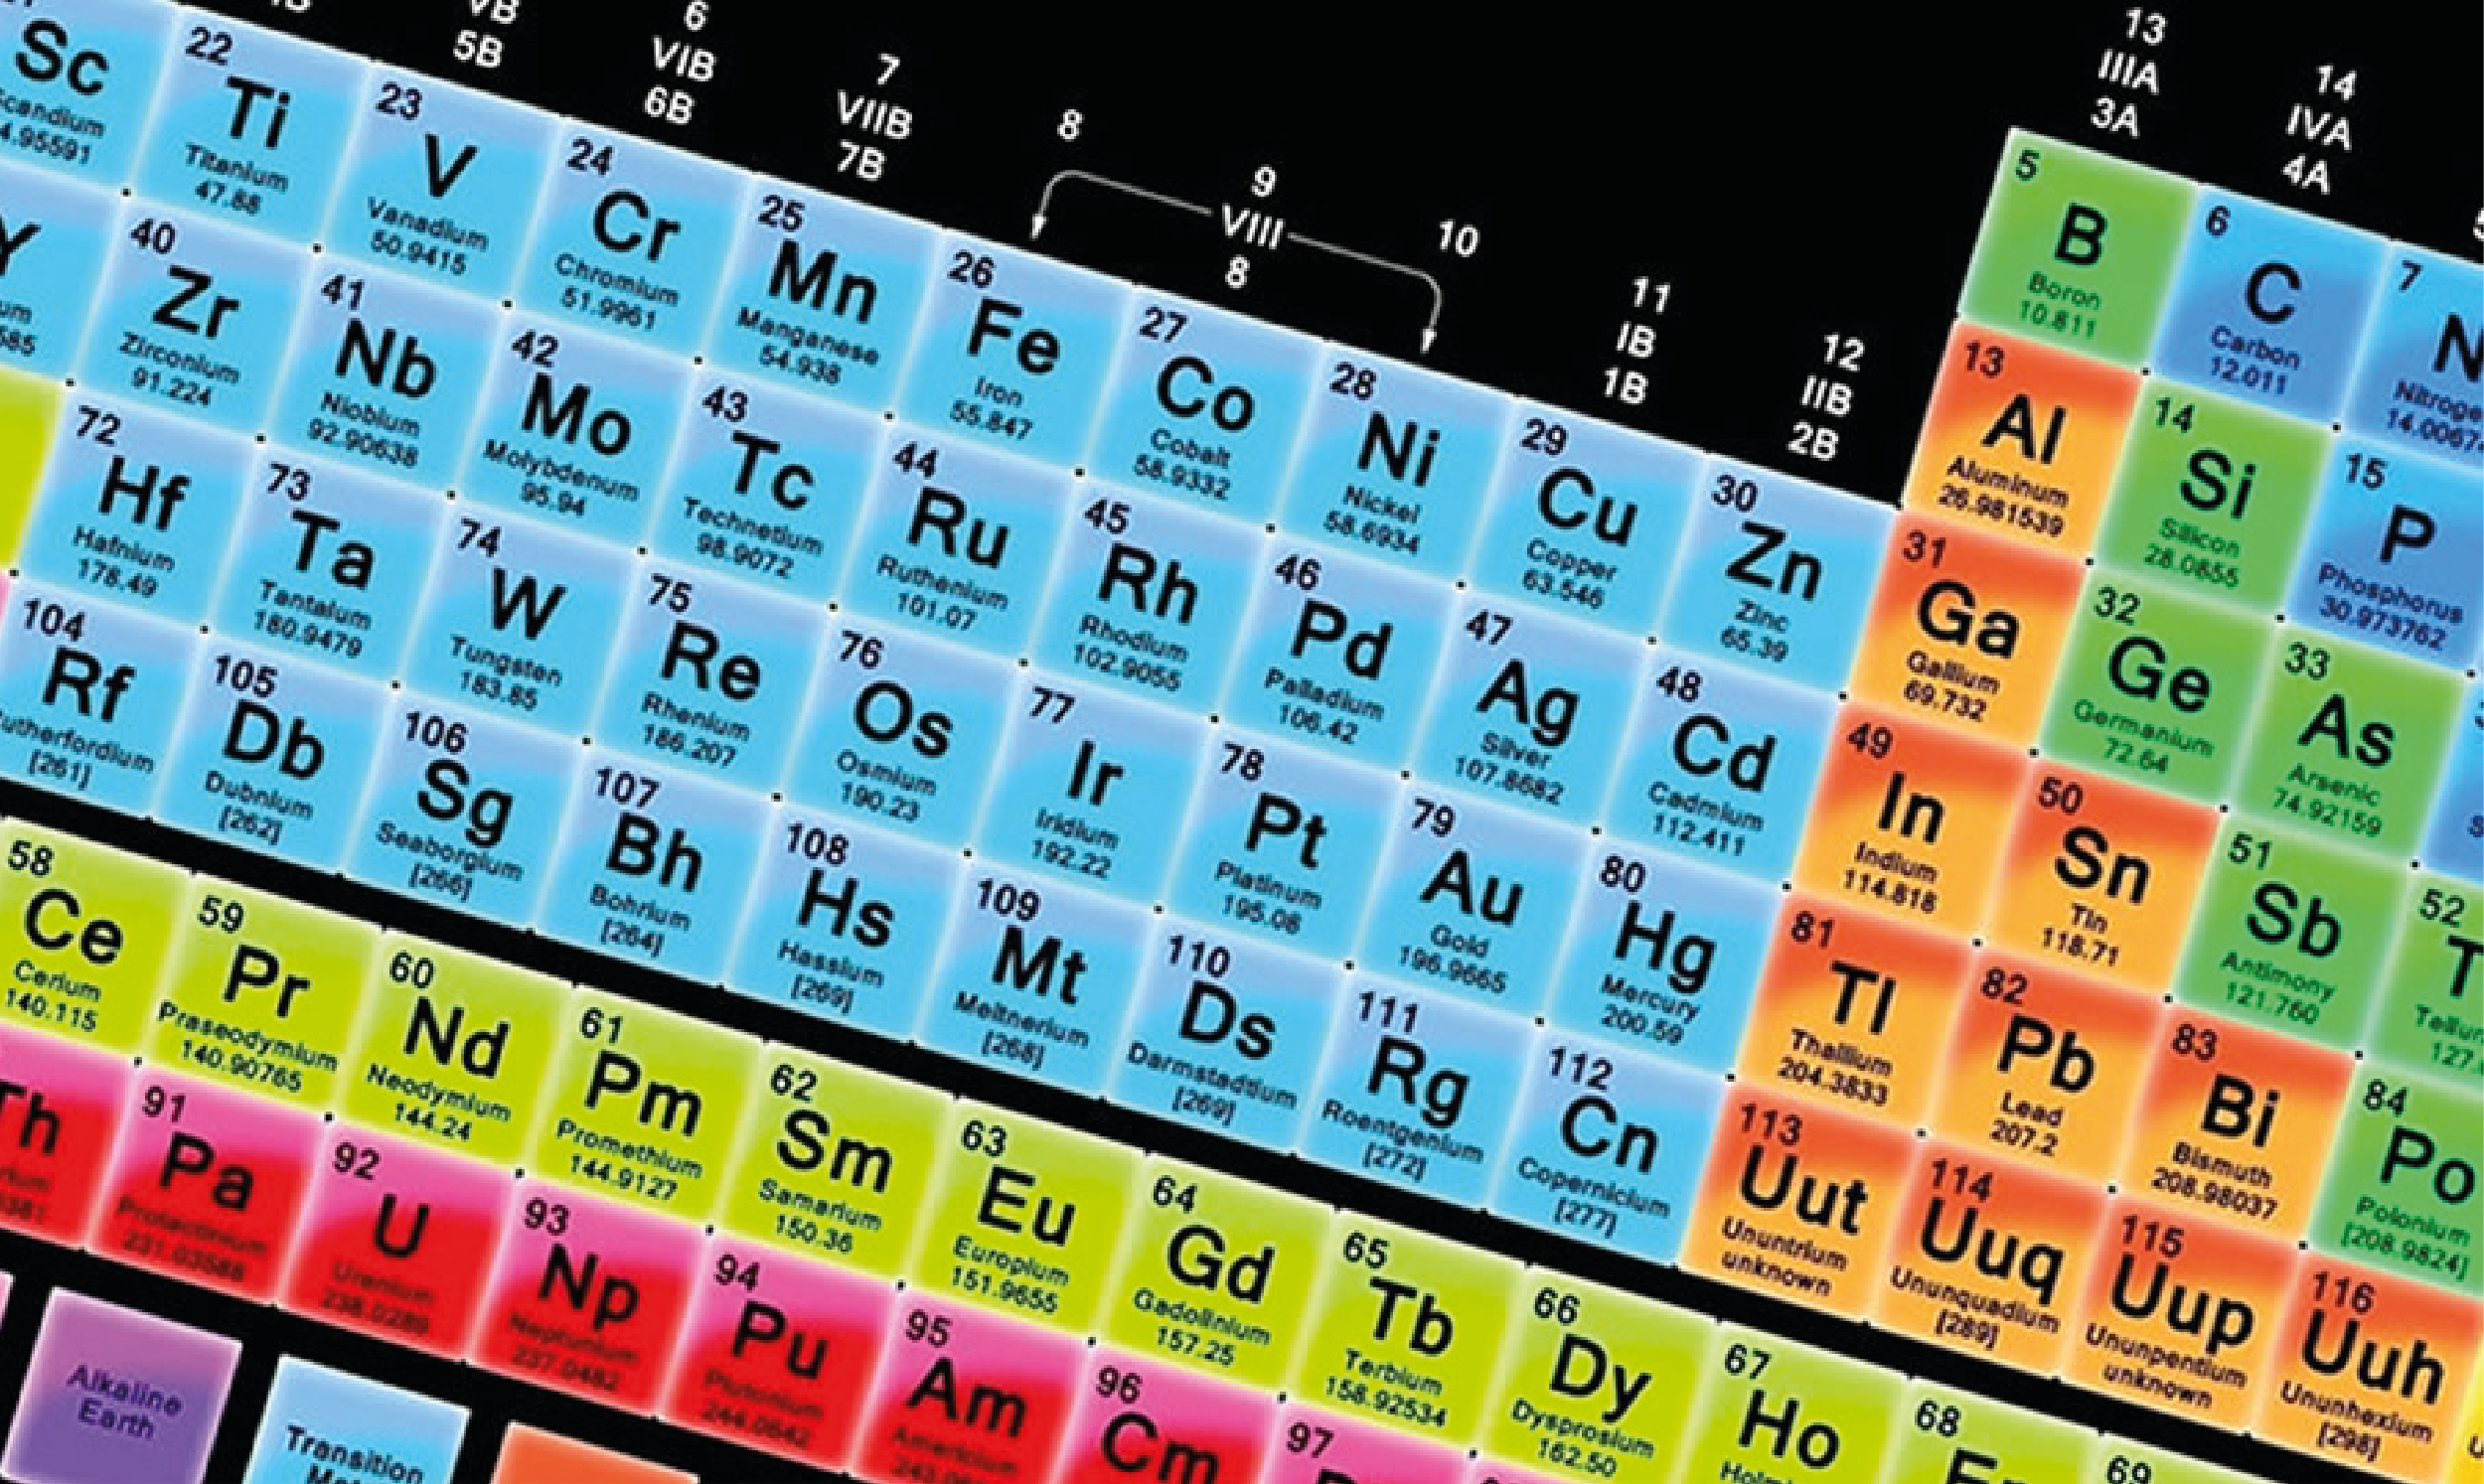 VB
5B
6
VIB
6B
7
VIIB
7B
8
9
VIII
8
10
11
IB
1B
12
IIB
2B
13
IIIA
3A
14
IVA
4A
Sc
22
Ti
Titanium
47.88
23
V
Vanadium
50.9415
24
Cr
Chromium
51.9961
25
Mn
Manganese
54.938
26
Fe
Iron
55.847
27
Co
Cobalt
58.9332
28
Ni
Nickel
58.6934
29
Cu
Copper
63.546
30
Zn
Zinc
65.39
5
B
Boron
10.811
6
C
Carbon
12.011
7
N
13
Al
Aluminum
26.981539
14
Si
Silicon
28.0855
15
P
Phosphorus
30.973762
Y
40
Zr
Zirconium
91.224
41
Nb
Niobium
92.90638
42
Mo
Molybdenum
95.94
43
Tc
Technetium
98.9072
44
Ru
Ruthenium
101.07
45
Rh
Rhodium
102.9055
46
Pd
Palladium
106.42
47
Ag
Silver
107.8682
48
Cd
Cadmium
112.411
31
Ga
Gallium
69.732
32
Ge
Germanium
72.64
33
As
Arsenic
74.92159
49
In
Indium
114.818
50
Sn
Tin
118.71
51
Sb
Antimony
121.760
52
72
Hf
Hafnium
178.49
73
Ta
Tantalum
180.9479
74
W
Tungsten
183.85
75
Re
Rhenium
186.207
76
Os
Osmium
190.23
77
Ir
Iridium
192.22
78
Pt
Platinum
195.08
79
Au
Gold
196.9665
80
Hg
Mercury
200.59
81
Tl
Thallium
204.3833
82
Pb
Lead
207.2
83
Bi
Bismuth
208.98037
84
Po
Polonium
[208.9824]
104
Rf
[261]
105
Db
Dubnium
[262]
106
Sg
Seaborgium
[266]
107
Bh
Bohrium
[264]
108
Hs
Hassium
[269]
109
Mt
Meitnerium
[268]
110
Ds
Darmstadtium
[269]
111
Rg
Roentgenium
[272]
112
Cn
Copernicium
[277]
113
Uut
Ununtrium
unknown
114
Uuq
Ununquadium
[289]
115
Uup
Ununpentium
unknown
116
Uuh
Ununhexium
[298]
58
Ce
Cerium
140.115
59
Pr
Praseodymium
140.90765
60
Nd
Neodymium
144.24
61
Pm
Promethium
144.9127
62
Sm
Samarium
150.36
63
Eu
Europium
151.9655
64
Gd
Gadolinium
157.25
65
Tb
Terbium
158.92534
66
Dy
Dysprosium
162.50
67
Ho
68
69
Th
91
Pa
Protactinium
231.03588
92
U
Uranium
238.0289
93
Np
Neptunium
237.0482
94
Pu
Plutonium
244.0642
95
Am
Americium
96
Cm
97
Alkaline
Earth
Transition